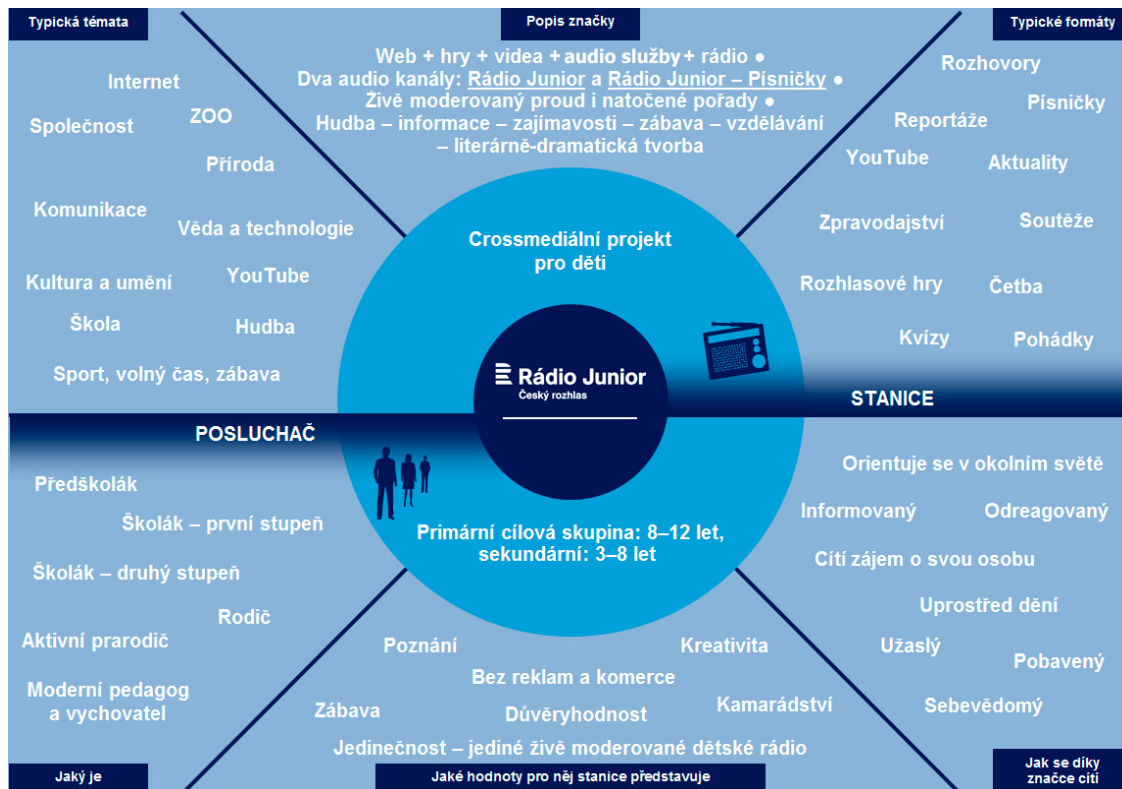 Typická témata
Internet
ZOO
Společnost
Příroda
Komunikace
Věda a technologie
YouTube
Kultura a umění
Škola
Hudba
Sport, volný čas, zábava
Popis značky
Web + hry + videa + audio služby + rádio ●
Dva audio kanály: Rádio Junior a Rádio Junior – Písničky ●
Živě moderovaný proud i natočené pořady ●
Hudba – informace – zajímavosti – zábava – vzdělávání
– literárně-dramatická tvorba
Typické formáty
Rozhovory
Písničky
Reportáže
YouTube
Aktuality
Zpravodajství
Soutěže
Rozhlasové hry
Četba
Kvízy
Pohádky
Crossmediální projekt
pro děti
Rádio Junior
Český rozhlas
STANICE
POSLUCHAČ
Primární cílová skupina: 8–12 let,
sekundární: 3–8 let
Předškolák
Školák – první stupeň
Školák – druhý stupeň
Rodič
Aktivní prarodič
Moderní pedagog
a vychovatel
Jaký je
Poznání
Kreativita
Bez reklam a komerce
Zábava
Důvěryhodnost
Kamarádství
Jedinečnost – jediné živě moderované dětské rádio
Jaké hodnoty pro něj stanice představuje
Orientuje se v okolním světě
Informovaný
Odreagovaný
Cítí zájem o svou osobu
Uprostřed dění
Užaslý
Pobavený
Sebevědomý
Jak se díky
značce cítí